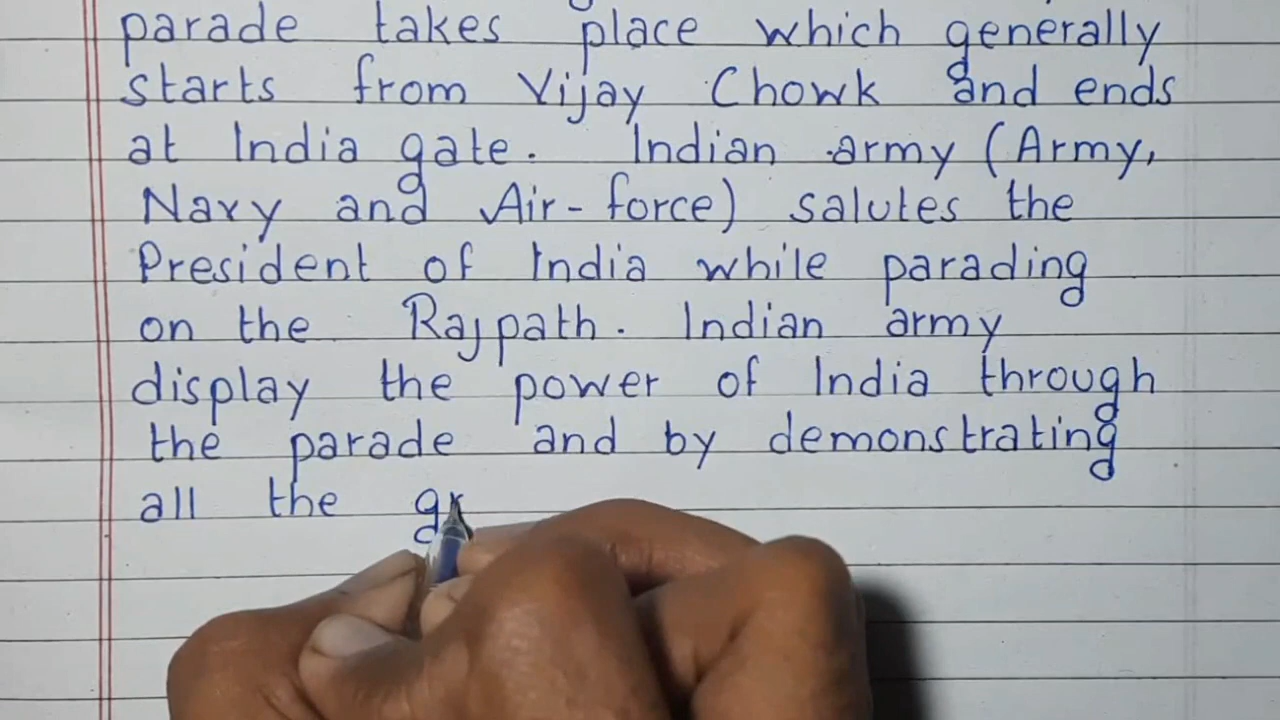 parade takes place which generally
starts from Vijay Chowk and ends
at India gate. Indian army (Army,
Navy and Air-force) salutes the
President of India while parading
on the Rajpath. Indian army
display the power of India through
the parade and by demonstrating
all the gr